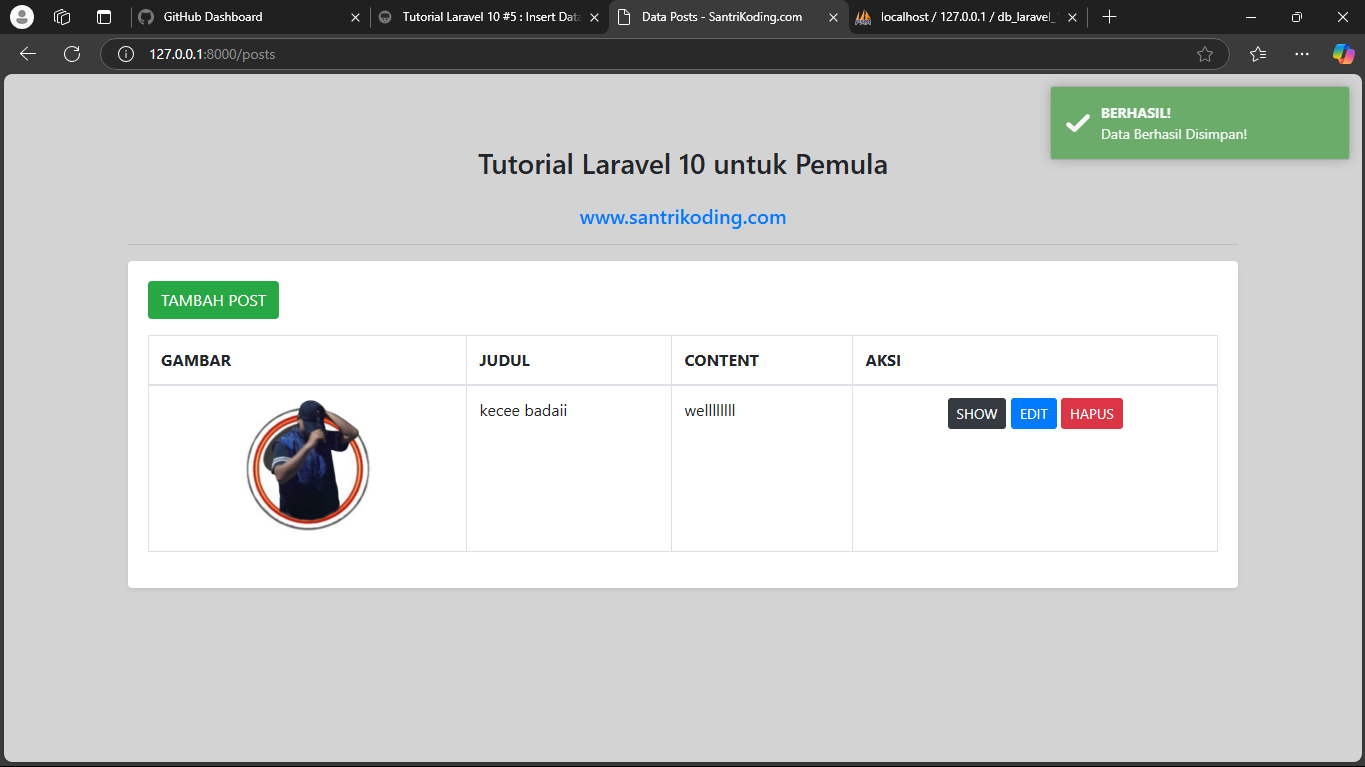 GitHub Dashboard
Tutorial Laravel 10 #5 : Insert Data
Data Posts - SantriKoding.com
localhost / 127.0.0.1 / db_laravel_
127.0.0.1:8000/posts
BERHASIL!
Data Berhasil Disimpan!
Tutorial Laravel 10 untuk Pemula
www.santrikoding.com
TAMBAH POST
GAMBAR JUDUL CONTENT AKSI
kecee badaii wellllllll SHOW EDIT HAPUS